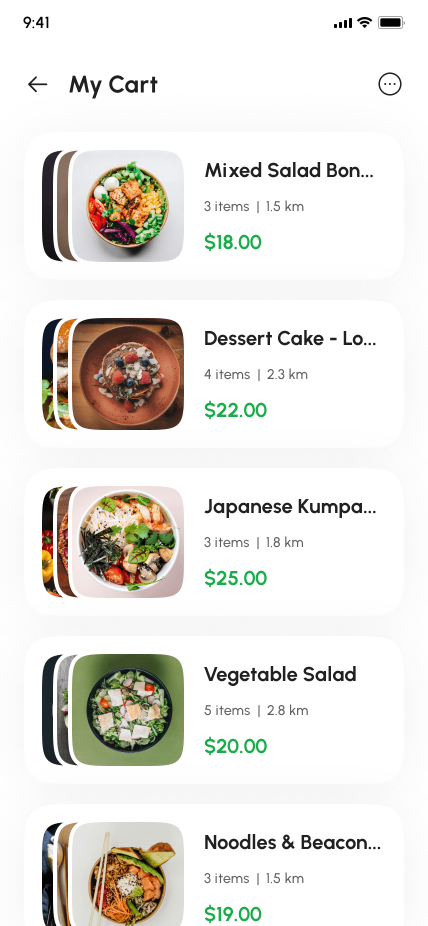 9:41
My Cart
Mixed Salad Bon...
3 items | 1.5 km
$18.00
Dessert Cake - Lo...
4 items | 2.3 km
$22.00
Japanese Kumpa...
3 items | 1.8 km
$25.00
Vegetable Salad
5 items | 2.8 km
$20.00
Noodles & Beacon...
3 items | 1.5 km
$19.00